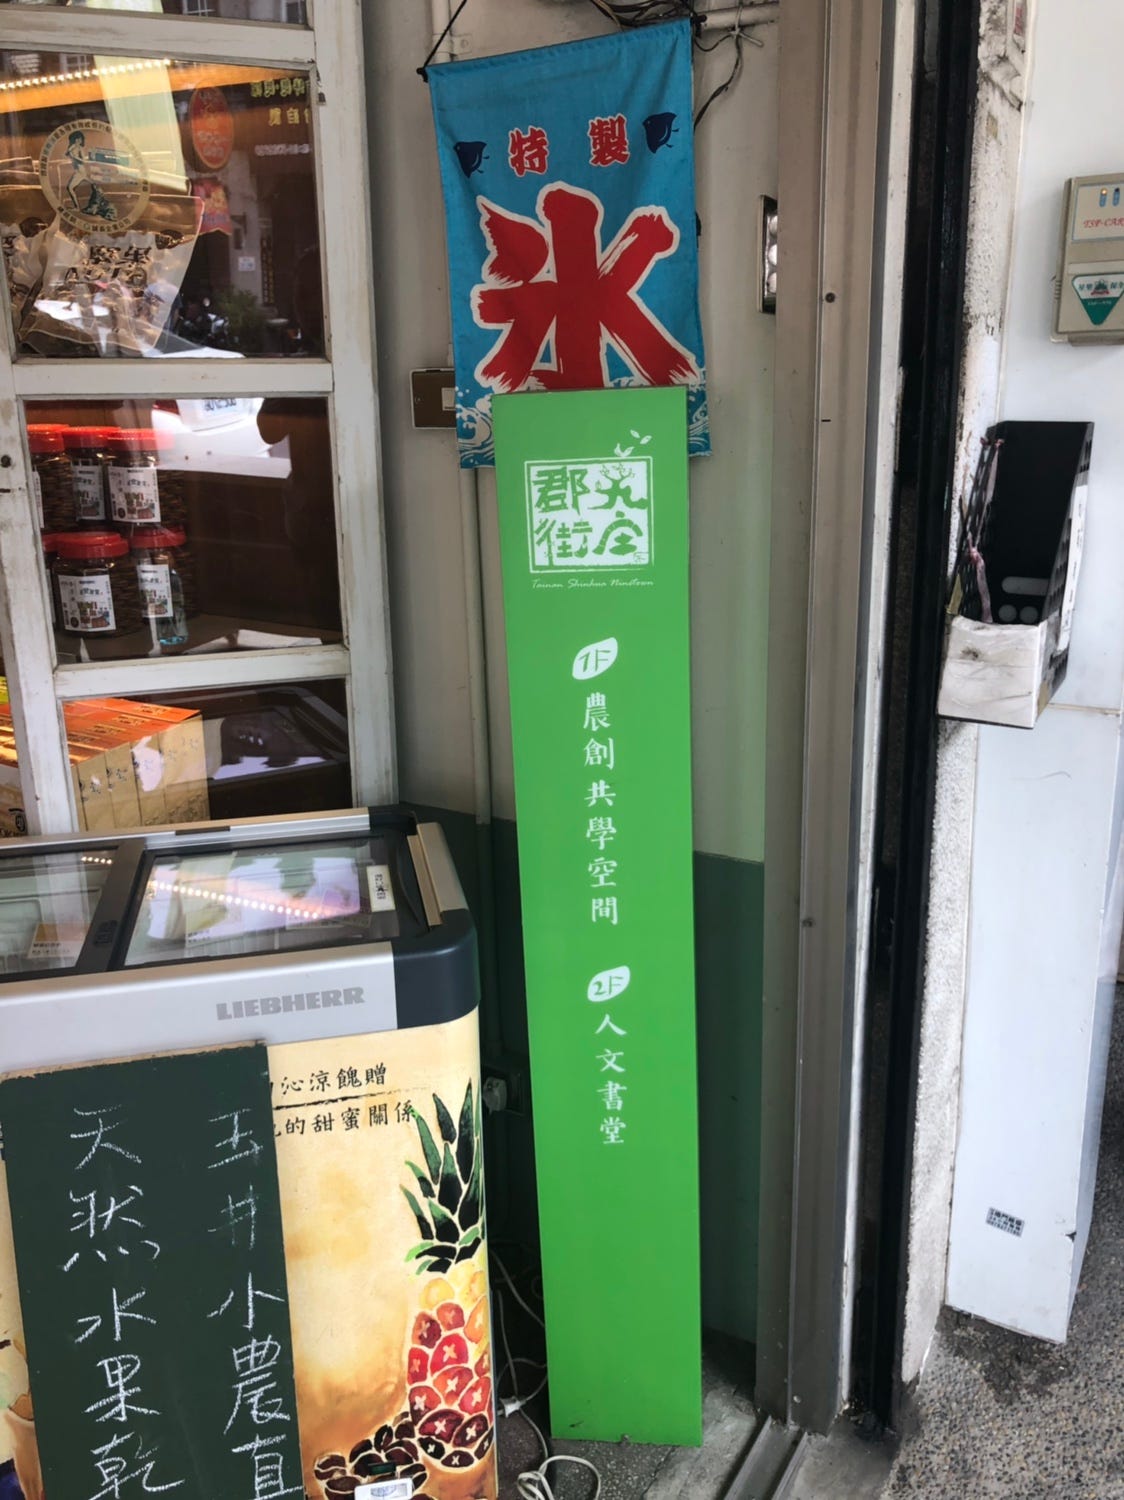 特製
氷
郡九
街庄
Tainan Shinhua Ninetown
1F
農創共學空間
2F
人文書堂
LIEBHERR
沁涼餽贈
的甜蜜關係
玉井小農直
天然水果乾